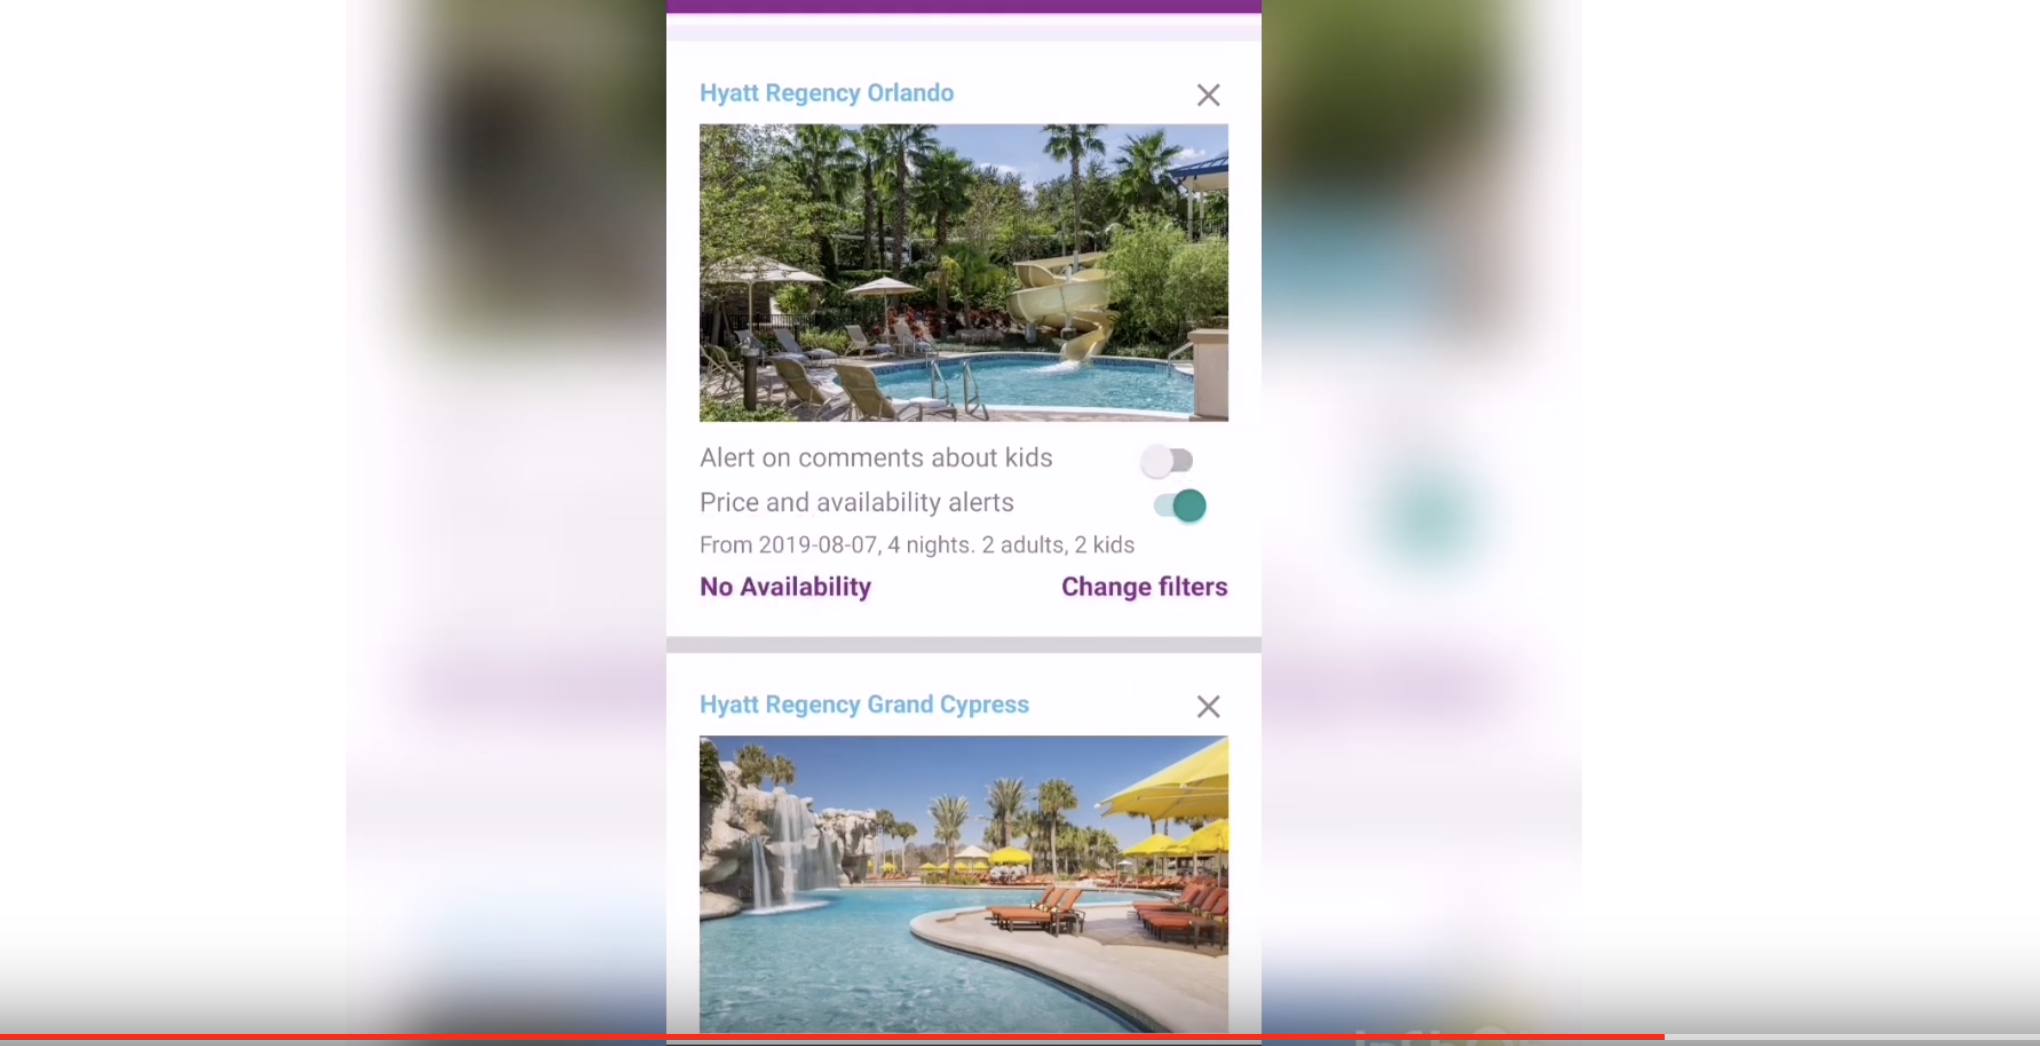 Hyatt Regency Orlando
Alert on comments about kids
Price and availability alerts
From 2019-08-07, 4 nights. 2 adults, 2 kids
No Availability
Change filters
Hyatt Regency Grand Cypress